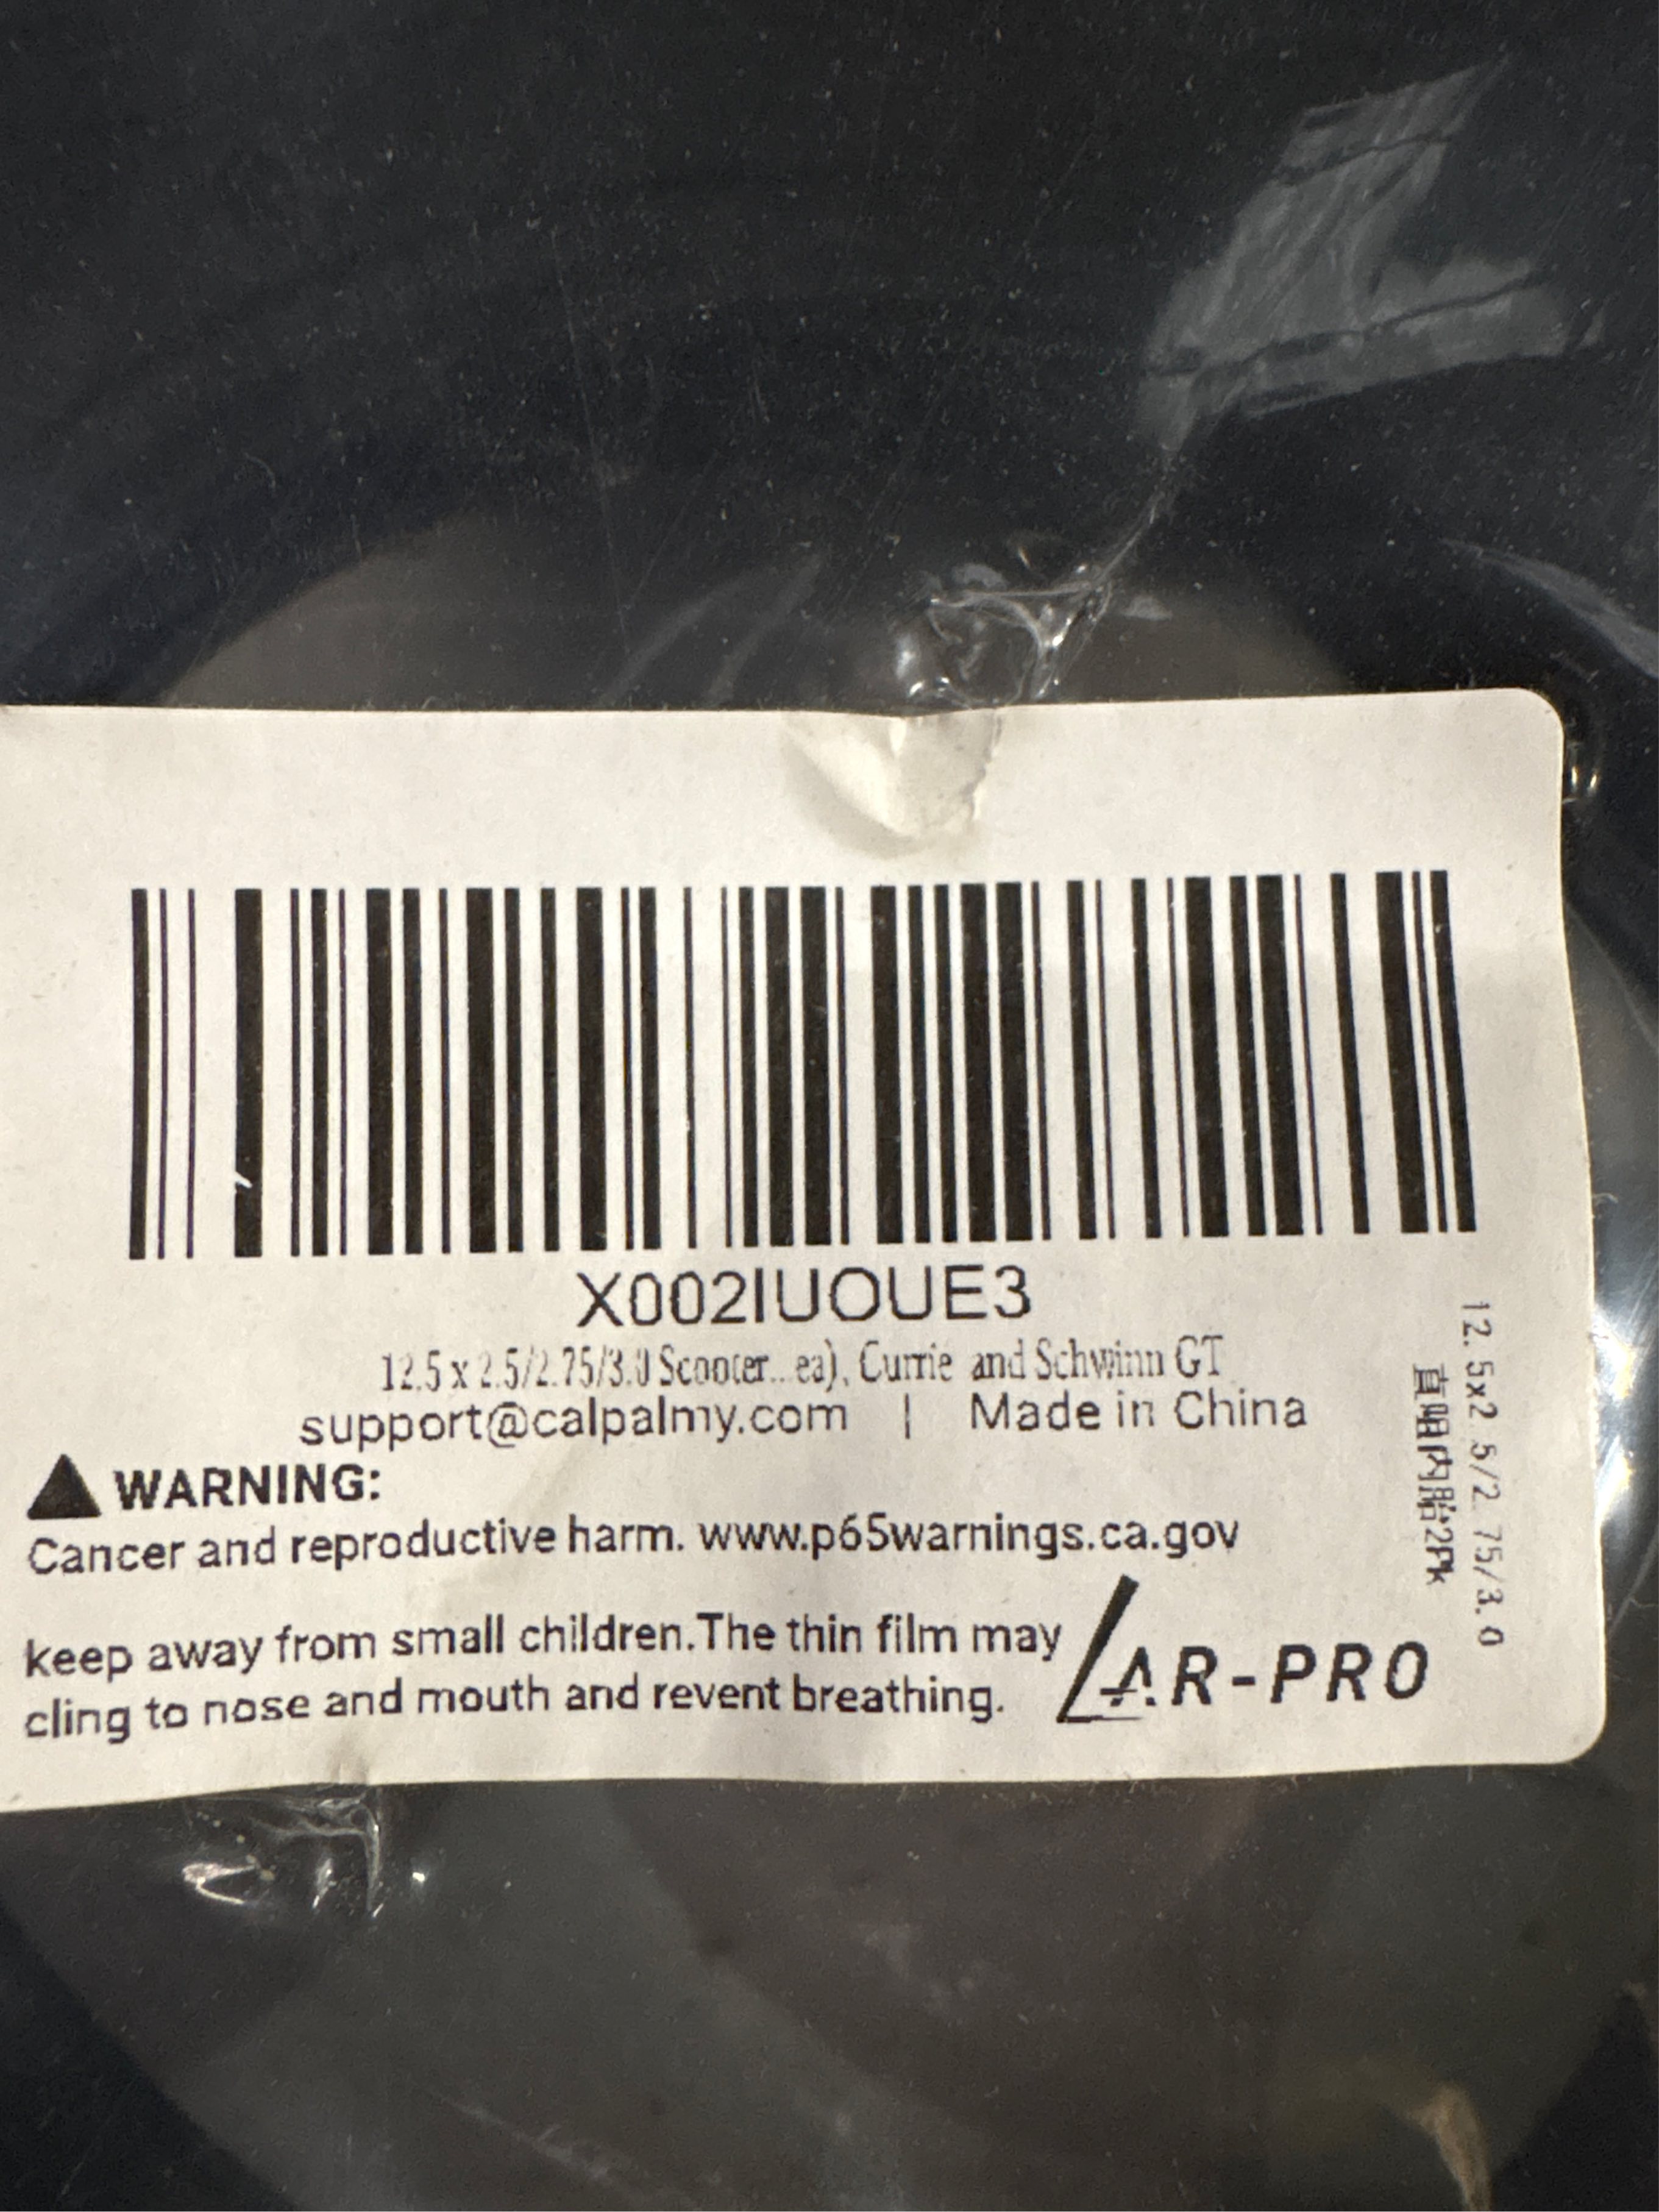 X002IUOUE3
12.5 x 2.5/2.75/3.0 Scooter...ea), Currie and Schwinn GT
support@calpalmy.com | Made in China
WARNING:
Cancer and reproductive harm. www.p65warnings.ca.gov
keep away from small children.The thin film may
cling to nose and mouth and revent breathing.
AR-PRO
12.5x2.5/2.75/3.0
直嘴内胎2Pk